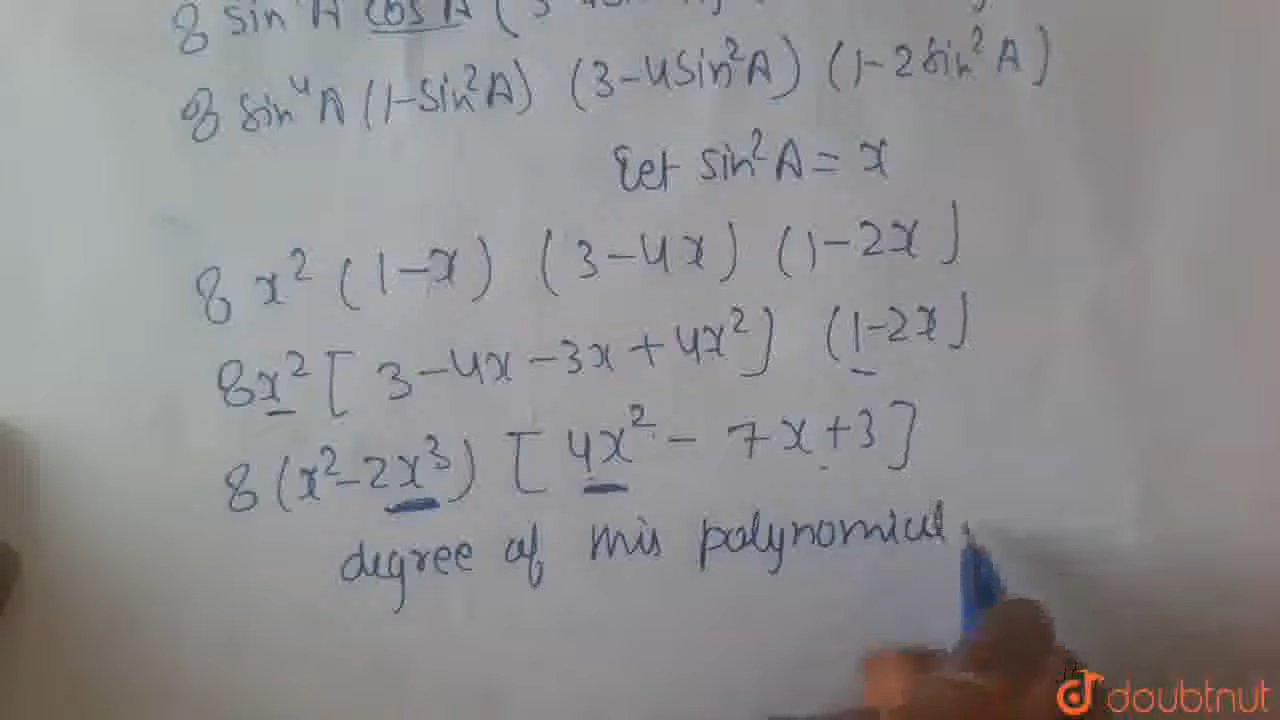 8 sin A cos A (3
8 sin⁴A (1-sin²A) (3-4sin²A) (1-2sin²A)
let sin²A = x
8x² (1-x) (3-4x) (1-2x)
8x² [3-4x-3x+4x²] (1-2x)
8(x²-2x³) [4x²-7x+3]
degree of this polynomial
doubtnut